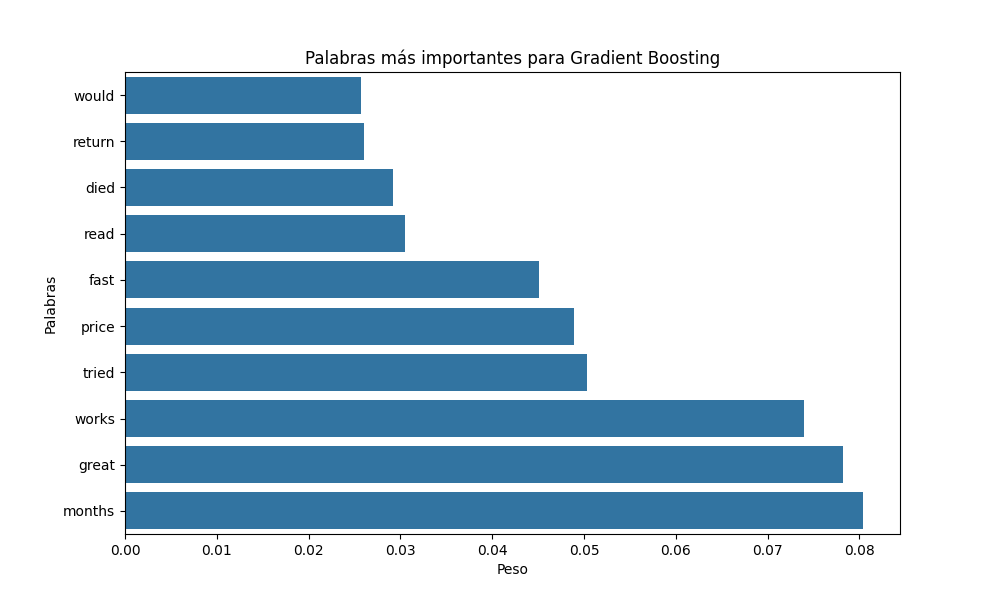 Palabras más importantes para Gradient Boosting
would
return
died
read
fast
price
tried
works
great
months
Palabras
0.00 0.01 0.02 0.03 0.04 0.05 0.06 0.07 0.08
Peso